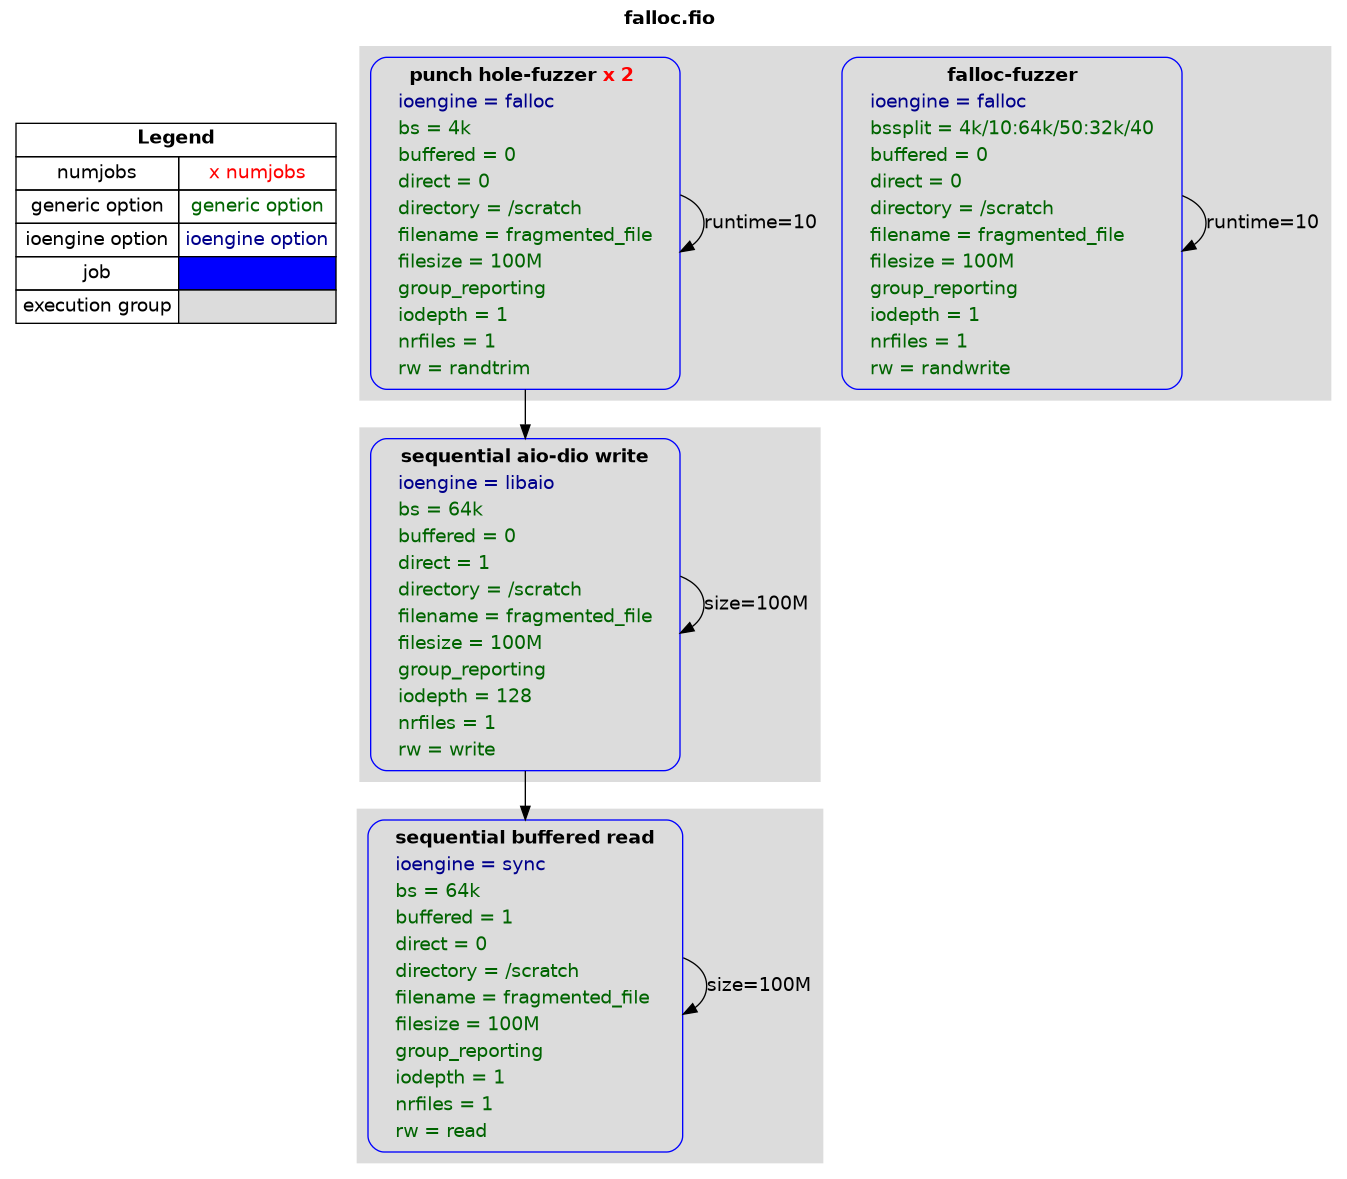 falloc.fio
Legend
numjobs x numjobs
generic option generic option
ioengine option ioengine option
job
execution group
punch hole-fuzzer x 2
ioengine = falloc
bs = 4k
buffered = 0
direct = 0
directory = /scratch
filename = fragmented_file
filesize = 100M
group_reporting
iodepth = 1
nrfiles = 1
rw = randtrim
runtime=10
falloc-fuzzer
ioengine = falloc
bssplit = 4k/10:64k/50:32k/40
buffered = 0
direct = 0
directory = /scratch
filename = fragmented_file
filesize = 100M
group_reporting
iodepth = 1
nrfiles = 1
rw = randwrite
runtime=10
sequential aio-dio write
ioengine = libaio
bs = 64k
buffered = 0
direct = 1
directory = /scratch
filename = fragmented_file
filesize = 100M
group_reporting
iodepth = 128
nrfiles = 1
rw = write
size=100M
sequential buffered read
ioengine = sync
bs = 64k
buffered = 1
direct = 0
directory = /scratch
filename = fragmented_file
filesize = 100M
group_reporting
iodepth = 1
nrfiles = 1
rw = read
size=100M